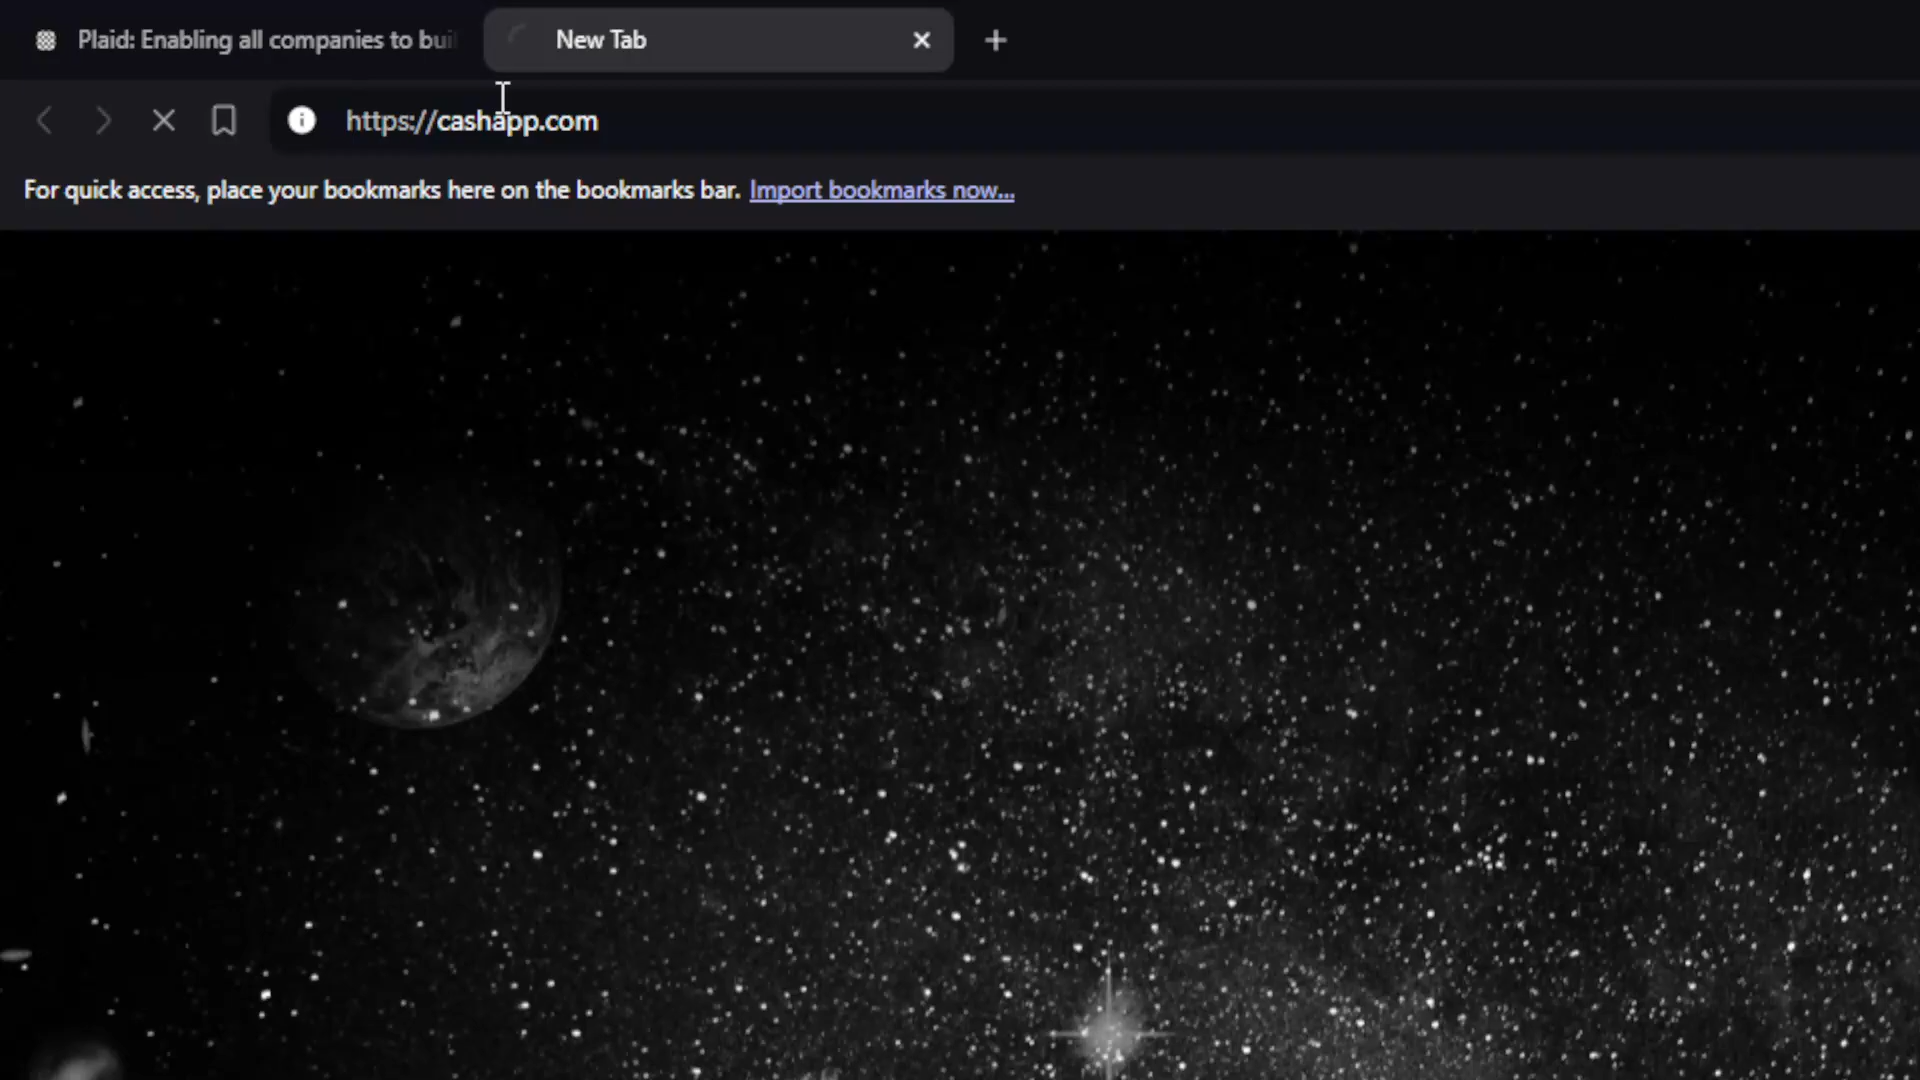 Plaid: Enabling all companies to bui
New Tab
https://cashapp.com
For quick access, place your bookmarks here on the bookmarks bar. Import bookmarks now...